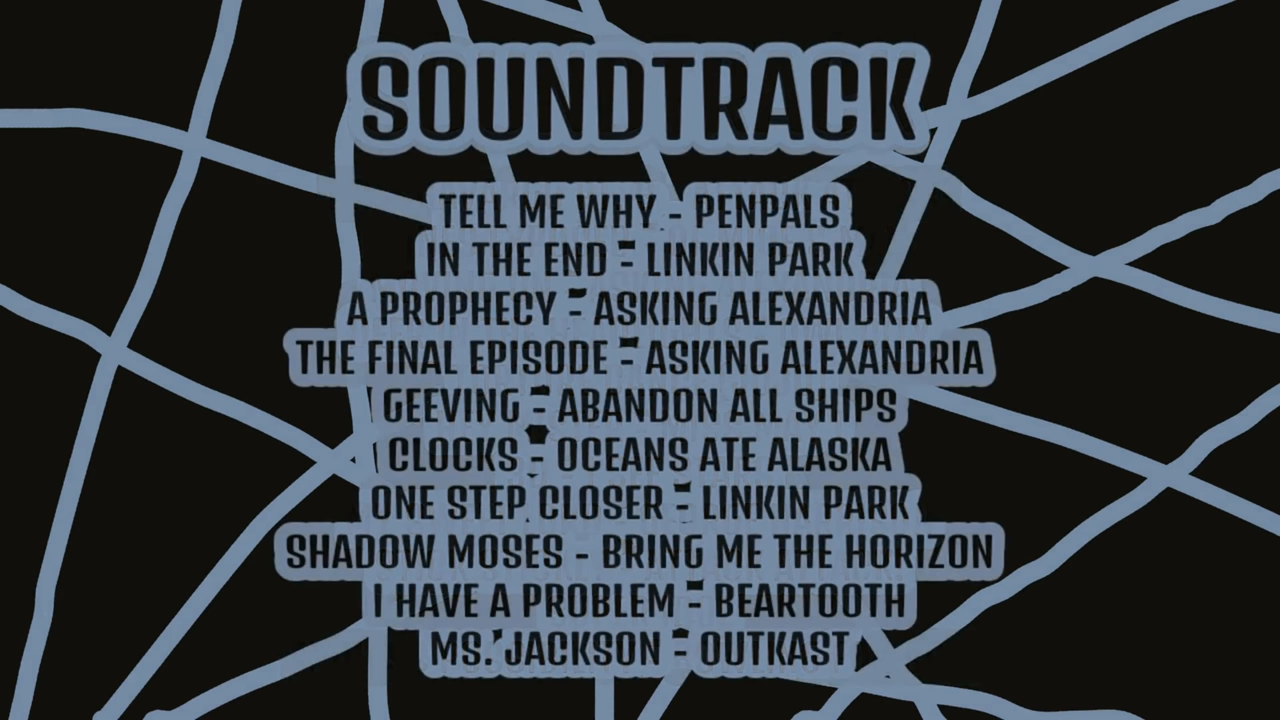 SOUNDTRACK
TELL ME WHY - PENPALS
IN THE END - LINKIN PARK
A PROPHECY - ASKING ALEXANDRIA
THE FINAL EPISODE - ASKING ALEXANDRIA
GEEVING - ABANDON ALL SHIPS
CLOCKS - OCEANS ATE ALASKA
ONE STEP CLOSER - LINKIN PARK
SHADOW MOSES - BRING ME THE HORIZON
I HAVE A PROBLEM - BEARTOOTH
MS. JACKSON - OUTKAST